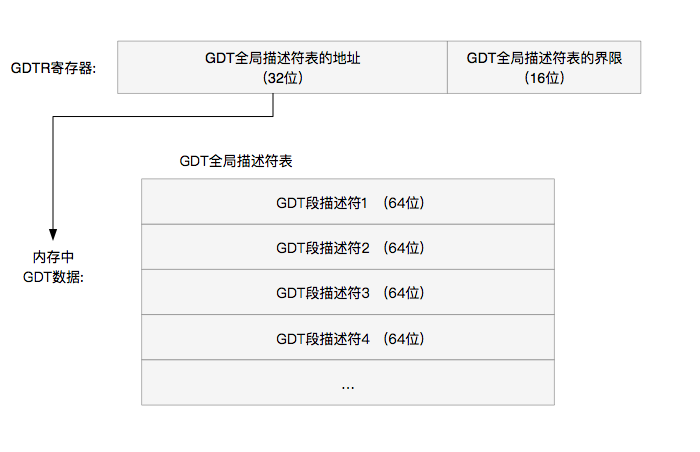 GDTR寄存器:
GDT全局描述符表的地址
（32位）
GDT全局描述符表的界限
（16位）
GDT全局描述符表
内存中
GDT数据:
GDT段描述符1 （64位）
GDT段描述符2 （64位）
GDT段描述符3 （64位）
GDT段描述符4 （64位）
...